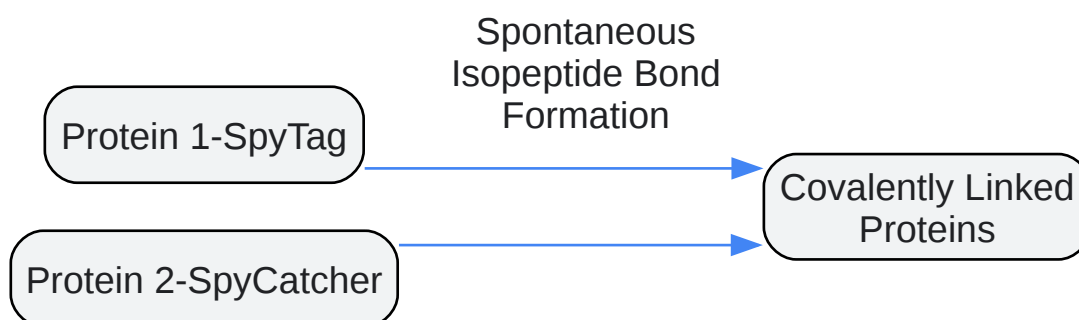 Spontaneous
Isopeptide Bond
Formation
Protein 1-SpyTag
Covalently Linked
Proteins
Protein 2-SpyCatcher